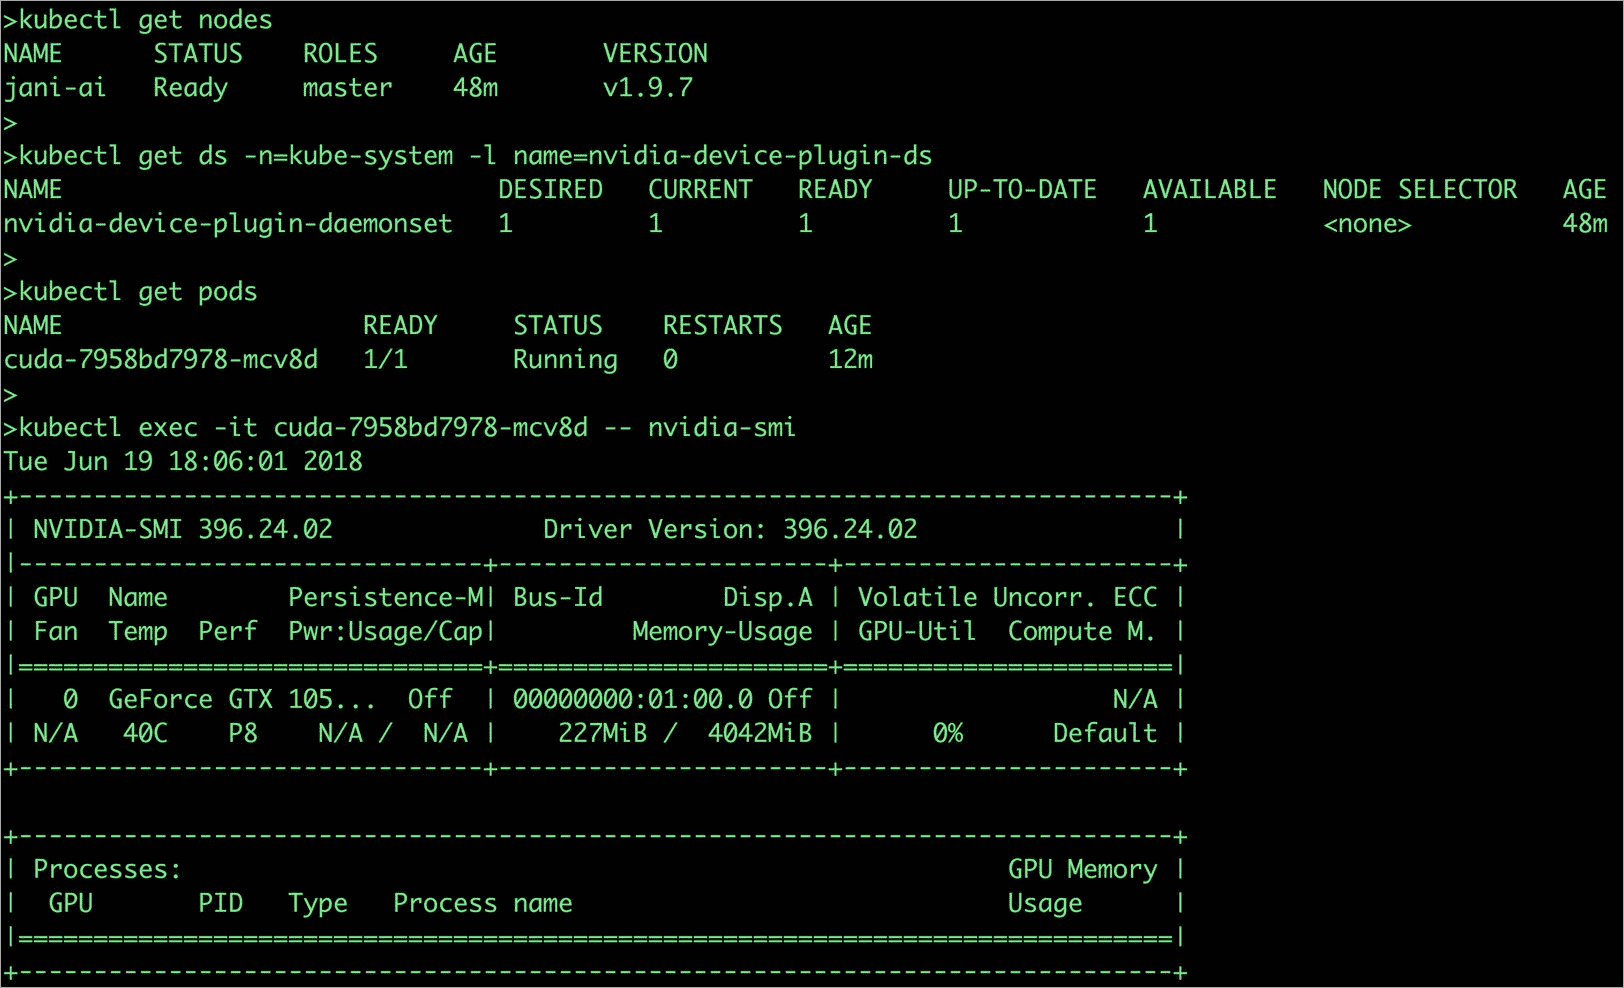 >kubectl get nodes
NAME      STATUS    ROLES     AGE       VERSION
jani-ai   Ready     master    48m       v1.9.7
>
>kubectl get ds -n=kube-system -l name=nvidia-device-plugin-ds
NAME                             DESIRED   CURRENT   READY     UP-TO-DATE   AVAILABLE   NODE SELECTOR   AGE
nvidia-device-plugin-daemonset   1         1         1         1            1           <none>          48m
>
>kubectl get pods
NAME                    READY     STATUS    RESTARTS   AGE
cuda-7958bd7978-mcv8d   1/1       Running   0          12m
>
>kubectl exec -it cuda-7958bd7978-mcv8d -- nvidia-smi
Tue Jun 19 18:06:01 2018
+-----------------------------------------------------------------------------+
| NVIDIA-SMI 396.24.02              Driver Version: 396.24.02                 |
|-------------------------------+----------------------+----------------------+
| GPU  Name        Persistence-M| Bus-Id        Disp.A | Volatile Uncorr. ECC |
| Fan  Temp  Perf  Pwr:Usage/Cap|         Memory-Usage | GPU-Util  Compute M. |
|===============================+======================+======================|
|   0  GeForce GTX 105...  Off  | 00000000:01:00.0 Off |                  N/A |
| N/A   40C    P8    N/A /  N/A |    227MiB /  4042MiB |      0%      Default |
+-------------------------------+----------------------+----------------------+
+-----------------------------------------------------------------------------+
| Processes:                                                       GPU Memory |
|  GPU       PID   Type   Process name                             Usage      |
|=============================================================================|
+-----------------------------------------------------------------------------+